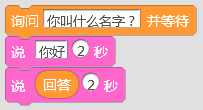 询问 你叫什么名字？ 并等待
说 你好 2 秒
说 回答 2 秒